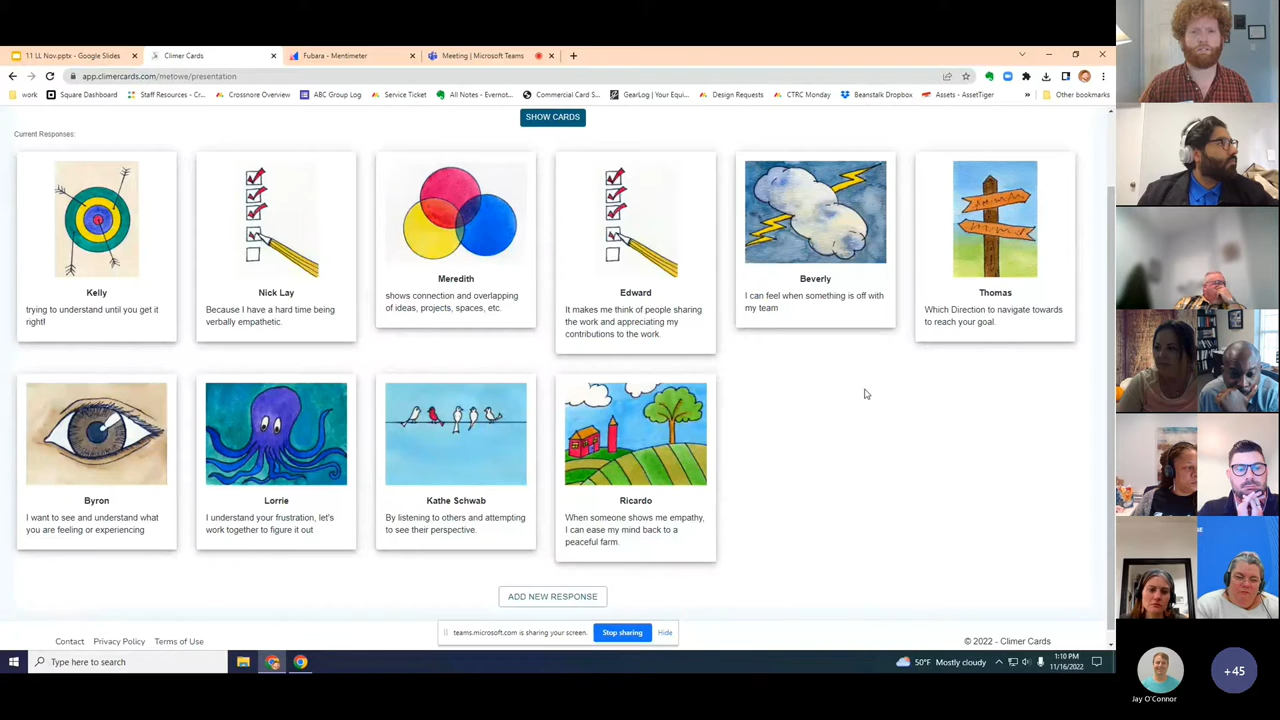 11 LL Nov.pptx - Google Slides
Climer Cards
Fubara - Mentimeter
Meeting | Microsoft Teams
app.climercards.com/metowe/presentation
work
Square Dashboard
Staff Resources - Cr...
Crossnore Overview
ABC Group Log
Service Ticket
All Notes - Evernot...
Commercial Card S...
GearLog | Your Equi...
Design Requests
CTRC Monday
Beanstalk Dropbox
Assets - AssetTiger
»
Other bookmarks
SHOW CARDS
Current Responses:
Kelly
trying to understand until you get it
right!
Nick Lay
Because I have a hard time being
verbally empathetic.
Meredith
shows connection and overlapping
of ideas, projects, spaces, etc.
Edward
It makes me think of people sharing
the work and appreciating my
contributions to the work.
Beverly
I can feel when something is off with
my team
Thomas
Which Direction to navigate towards
to reach your goal.
Byron
I want to see and understand what
you are feeling or experiencing
Lorrie
I understand your frustration, let's
work together to figure it out
Kathe Schwab
By listening to others and attempting
to see their perspective.
Ricardo
When someone shows me empathy,
I can ease my mind back to a
peaceful farm.
ADD NEW RESPONSE
Contact
Privacy Policy
Terms of Use
teams.microsoft.com is sharing your screen.
Stop sharing
Hide
© 2022 - Climer Cards
Type here to search
50°F Mostly cloudy
1:10 PM
11/16/2022
Jay O'Connor
+45